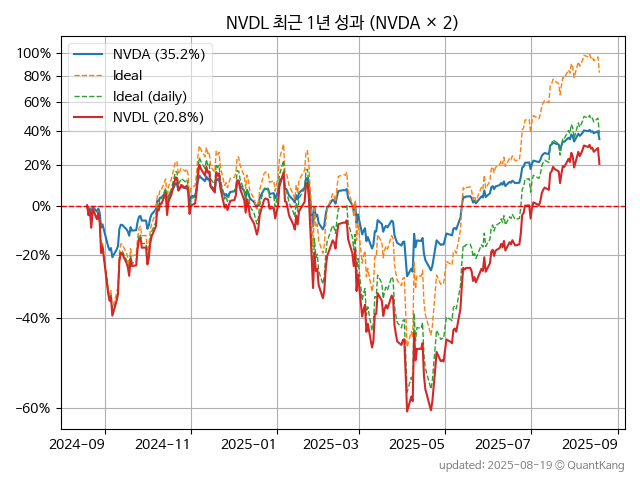 NVDL 최근 1년 성과 (NVDA × 2)
NVDA (35.2%)
Ideal
Ideal (daily)
NVDL (20.8%)
100%
80%
60%
40%
20%
0%
−20%
−40%
−60%
2024-09
2024-11
2025-01
2025-03
2025-05
2025-07
2025-09
updated: 2025-08-19 © QuantKang